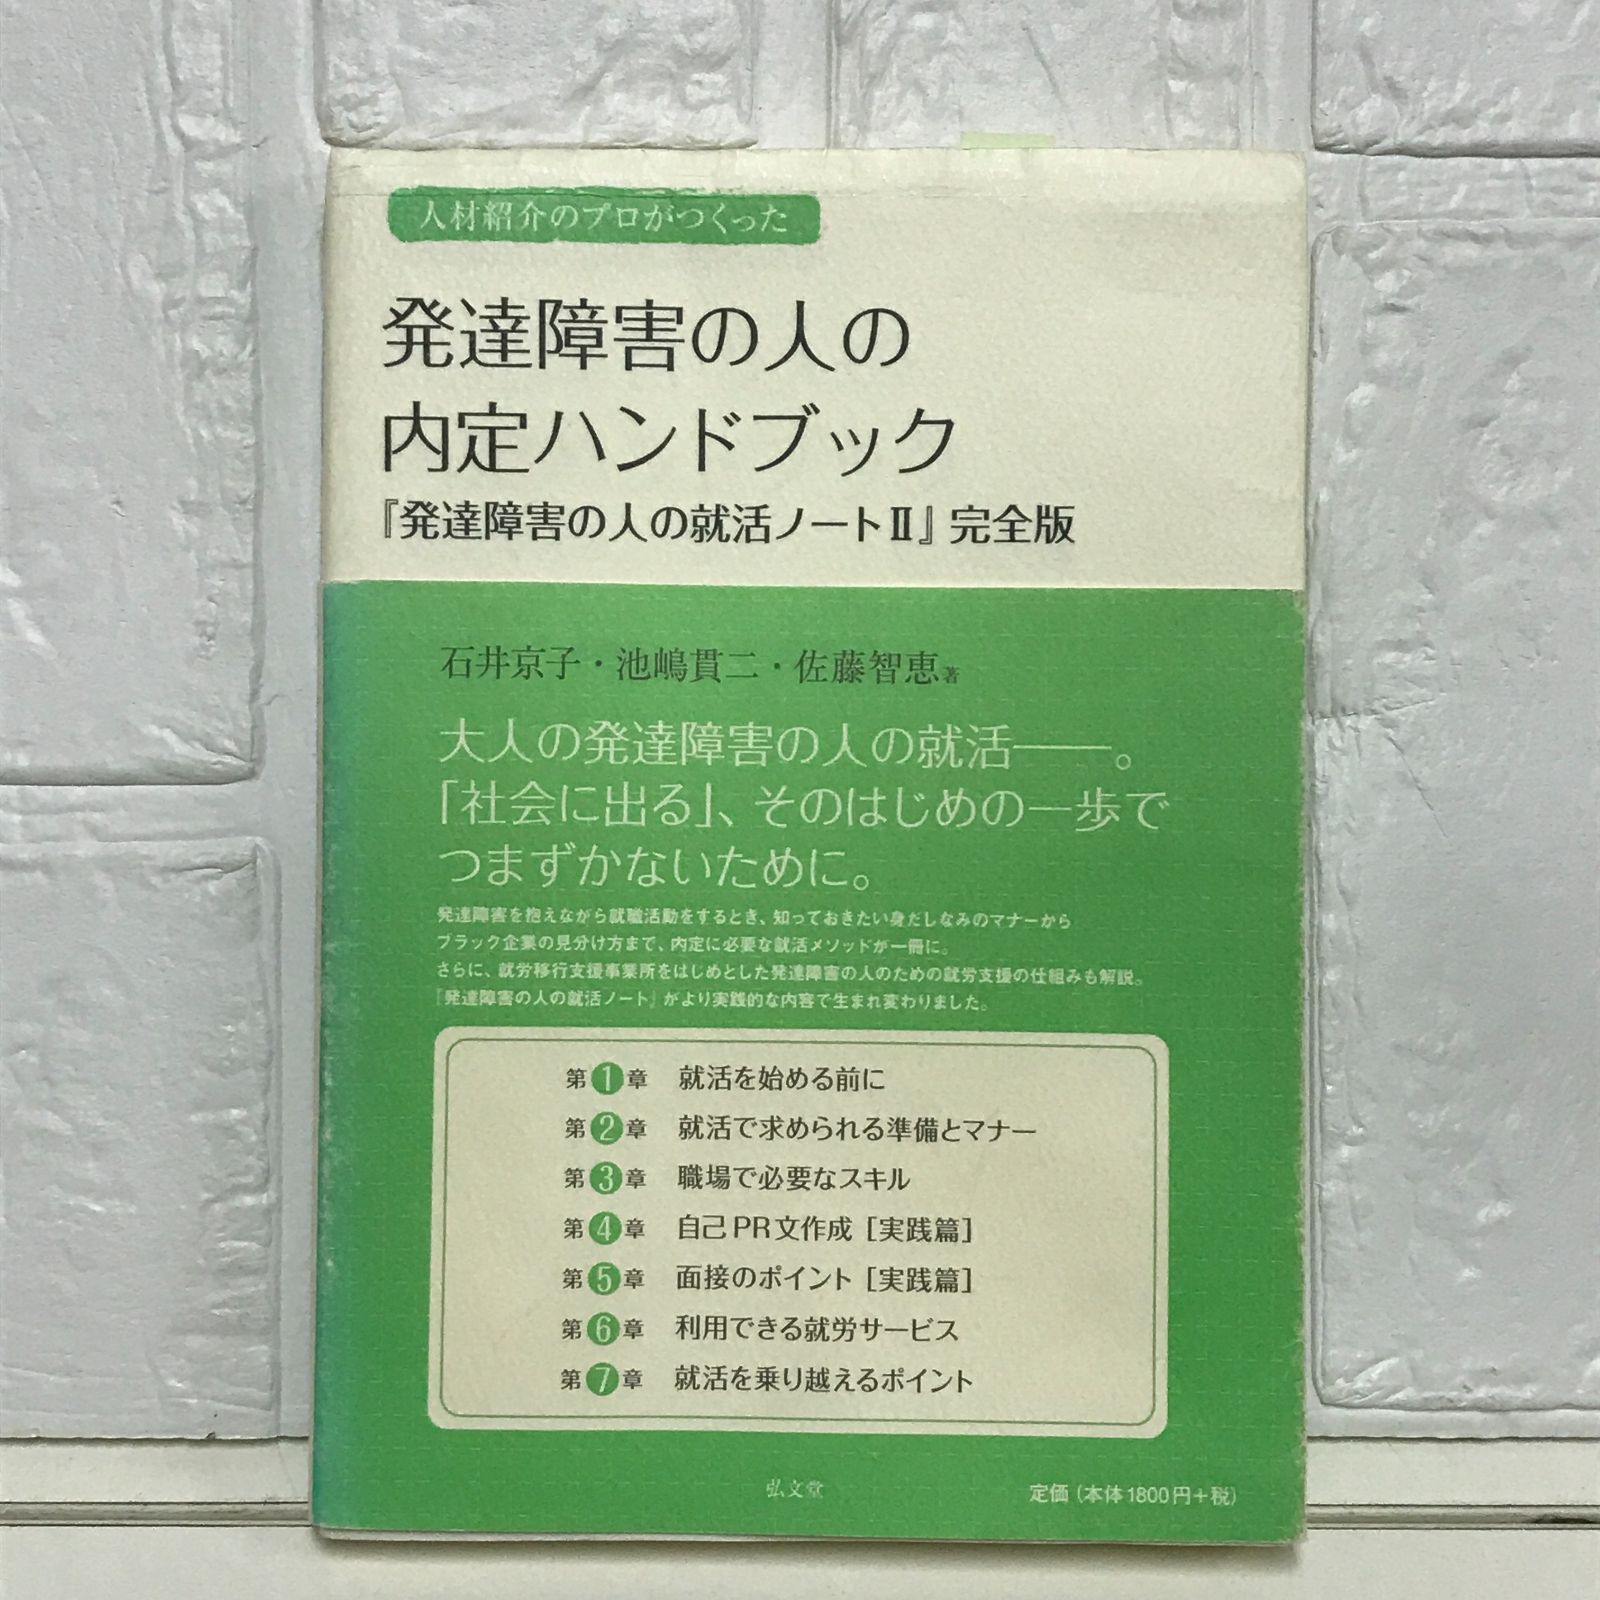 人材紹介のプロがつくった
発達障害の人の
内定ハンドブック
『発達障害の人の就活ノートⅡ』完全版
石井京子・池嶋貫二・佐藤智恵著
大人の発達障害の人の就活――。
「社会に出る」、そのはじめの一歩で
つまずかないために。
発達障害を抱えながら就職活動をするとき、知っておきたい身だしなみのマナーから
ブラック企業の見分け方まで、内定に必要な就活メソッドが一冊に。
さらに、就労移行支援事業所をはじめとした発達障害の人のための就労支援の仕組みも解説。
『発達障害の人の就活ノート』がより実践的な内容で生まれ変わりました。
第1章 就活を始める前に
第2章 就活で求められる準備とマナー
第3章 職場で必要なスキル
第4章 自己PR文作成［実践篇］
第5章 面接のポイント［実践篇］
第6章 利用できる就労サービス
第7章 就活を乗り越えるポイント
弘文堂
定価（本体1800円+税）